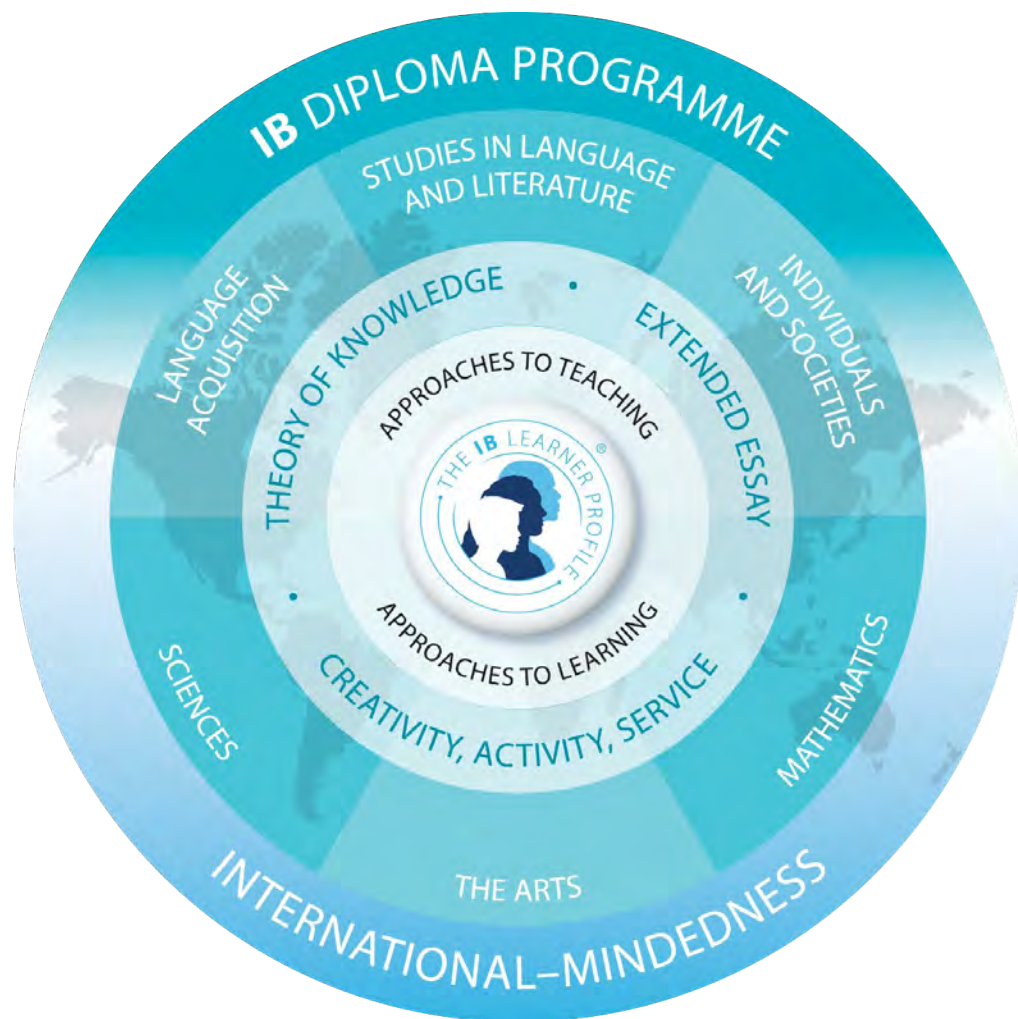 IB DIPLOMA PROGRAMME
STUDIES IN LANGUAGE
AND LITERATURE
LANGUAGE
ACQUISITION
INDIVIDUALS
AND SOCIETIES
THEORY OF KNOWLEDGE •
EXTENDED ESSAY •
APPROACHES TO TEACHING
THE IB LEARNER PROFILE ®
APPROACHES TO LEARNING
CREATIVITY, ACTIVITY, SERVICE •
SCIENCES
MATHEMATICS
THE ARTS
INTERNATIONAL–MINDEDNESS